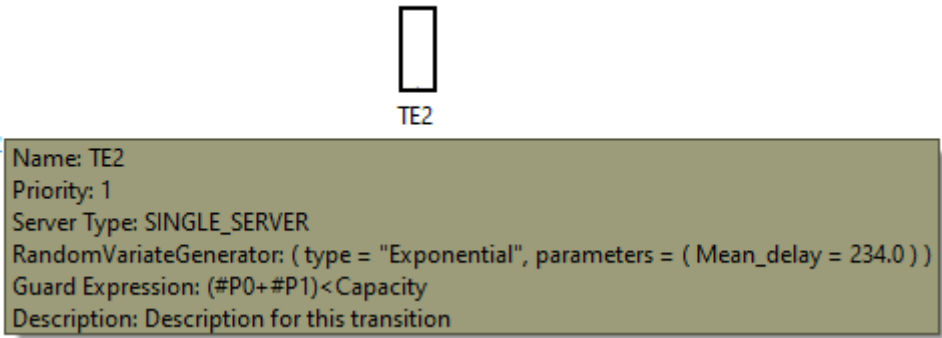 TE2
Name: TE2
Priority: 1
Server Type: SINGLE_SERVER
RandomVariateGenerator: ( type = "Exponential", parameters = ( Mean_delay = 234.0 ) )
Guard Expression: (#P0+#P1)<Capacity
Description: Description for this transition